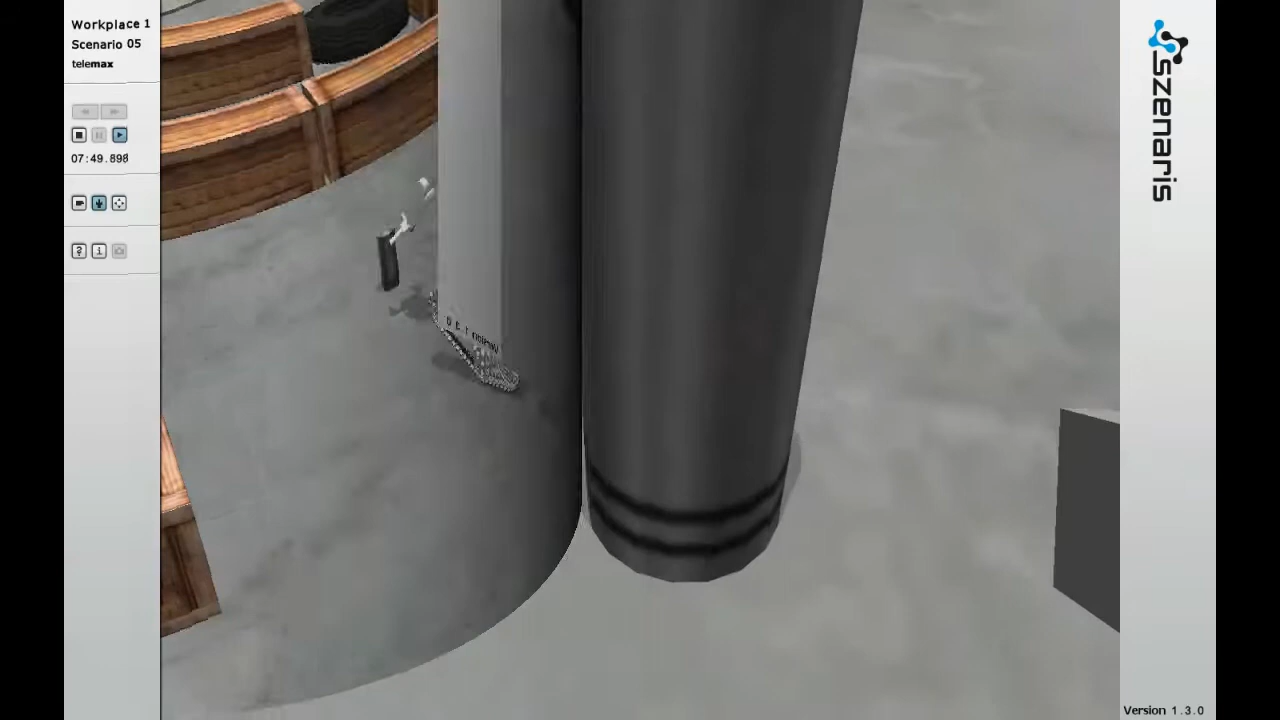 Workplace 1
Scenario 05
telemax
07:49.898
szenaris
Version 1.3.0